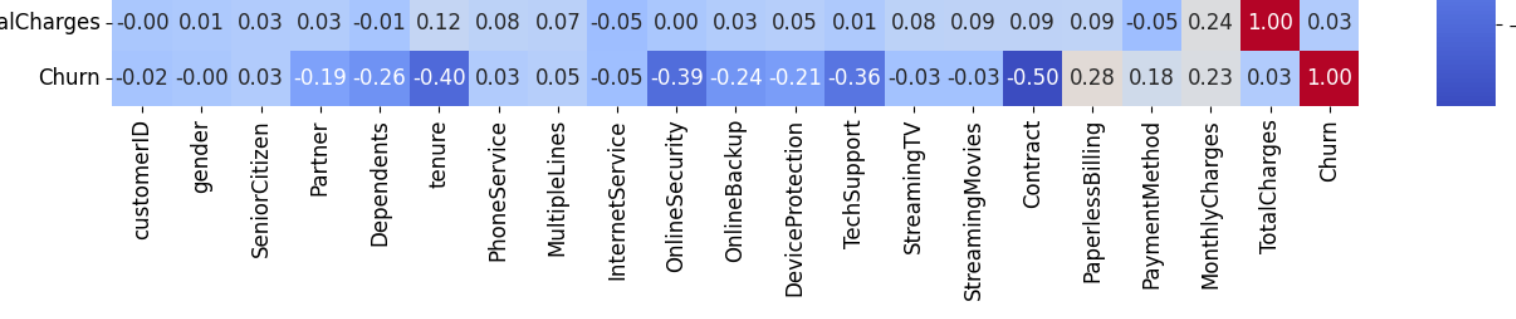 alCharges -0.00 0.01 0.03 0.03 -0.01 0.12 0.08 0.07 -0.05 0.00 0.03 0.05 0.01 0.08 0.09 0.09 0.09 -0.05 0.24 1.00 0.03
Churn -0.02 -0.00 0.03 -0.19 -0.26 -0.40 0.03 0.05 -0.05 -0.39 -0.24 -0.21 -0.36 -0.03 -0.03 -0.50 0.28 0.18 0.23 0.03 1.00
customerID
gender
SeniorCitizen
Partner
Dependents
tenure
PhoneService
MultipleLines
InternetService
OnlineSecurity
OnlineBackup
DeviceProtection
TechSupport
StreamingTV
StreamingMovies
Contract
PaperlessBilling
PaymentMethod
MonthlyCharges
TotalCharges
Churn